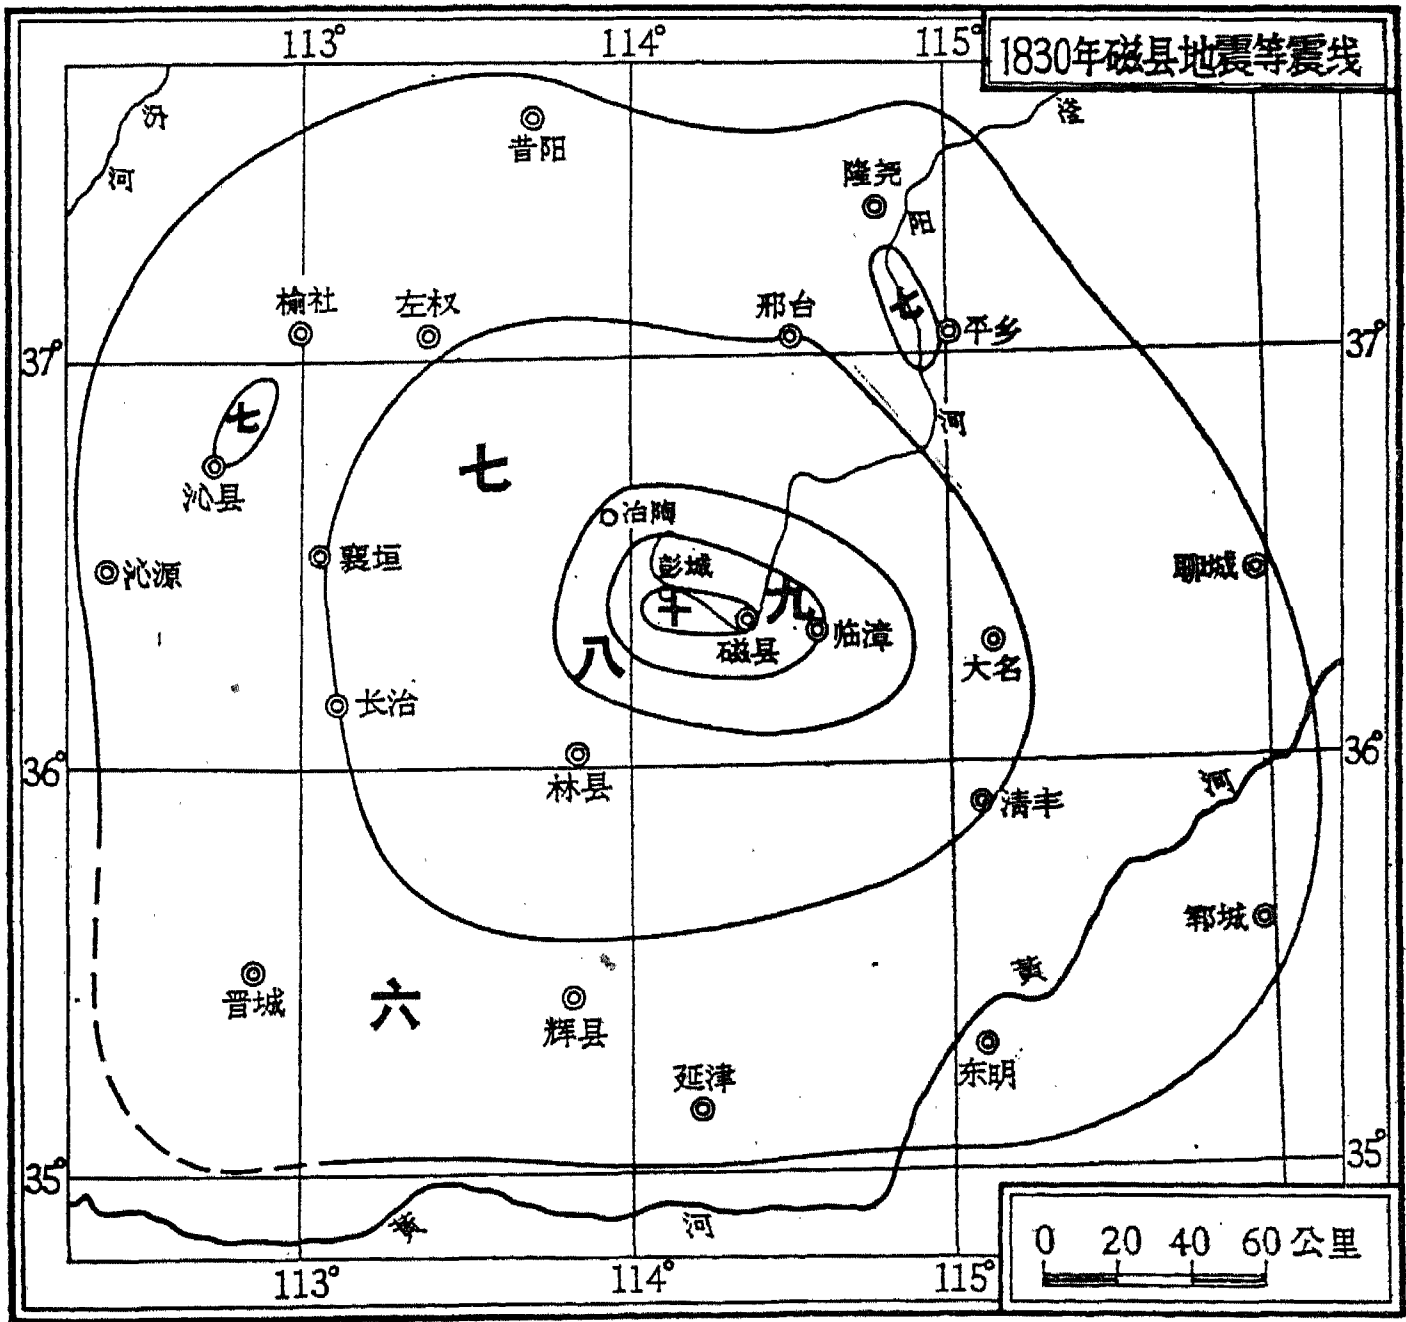 1830年磁县地震等震线
113°
114°
115°
汾
河
滏
昔阳
隆尧
阳
榆社
左权
邢台
七
平乡
37°
37°
七
河
七
沁县
冶陶
襄垣
沁源
彭城
聊城
十
九
临漳
磁县
八
大名
长治
36°
36°
林县
河
清丰
郓城
黄
晋城
六
辉县
东明
延津
35°
35°
黄
河
0 20 40 60 公里
113°
114°
115°